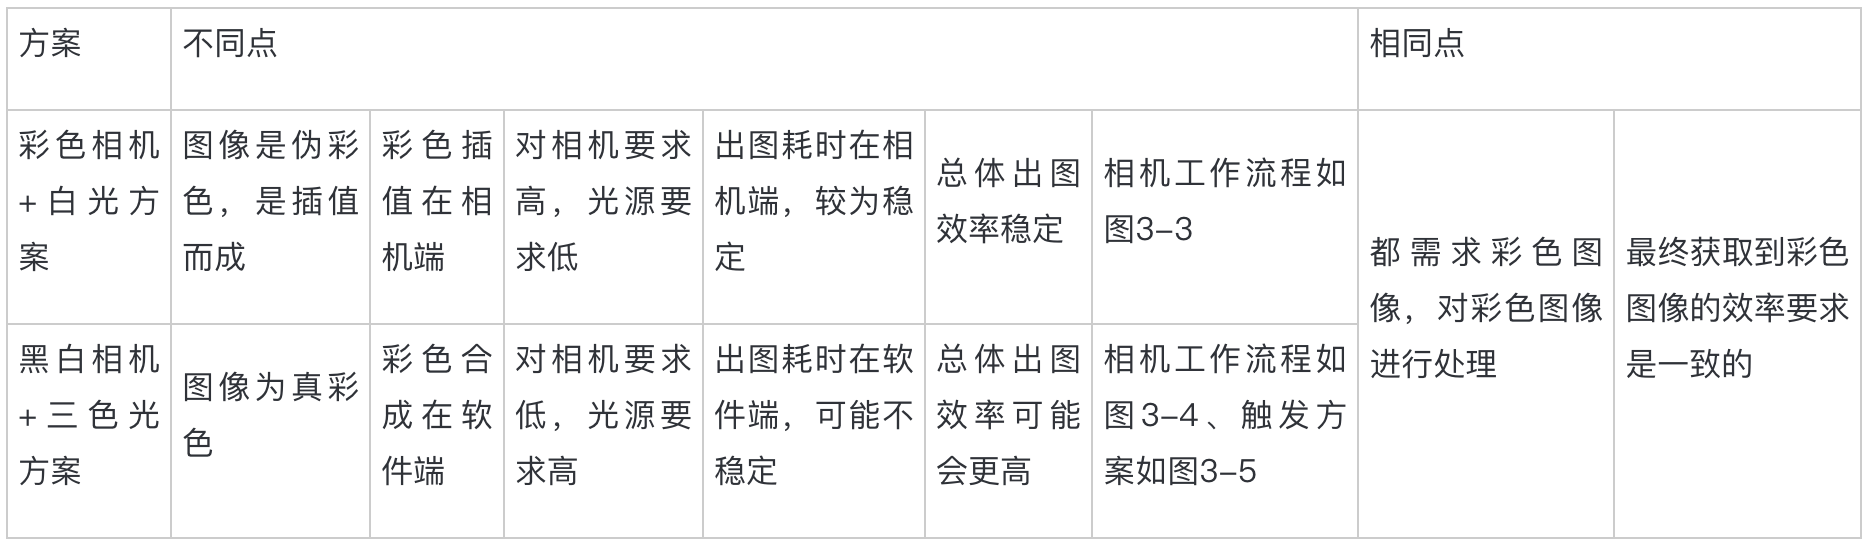 方案
不同点
相同点
彩色相机
+白光方
案
图像是伪彩
色，是插值
而成
彩色插
值在相
机端
对相机要求
高，光源要
求低
出图耗时在相
机端，较为稳
定
总体出图
效率稳定
相机工作流程如
图3-3
都需求彩色图
像，对彩色图像
进行处理
最终获取到彩色
图像的效率要求
是一致的
黑白相机
+三色光
方案
图像为真彩
色
彩色合
成在软
件端
对相机要求
低，光源要
求高
出图耗时在软
件端，可能不
稳定
总体出图
效率可能
会更高
相机工作流程如
图3-4、触发方
案如图3-5